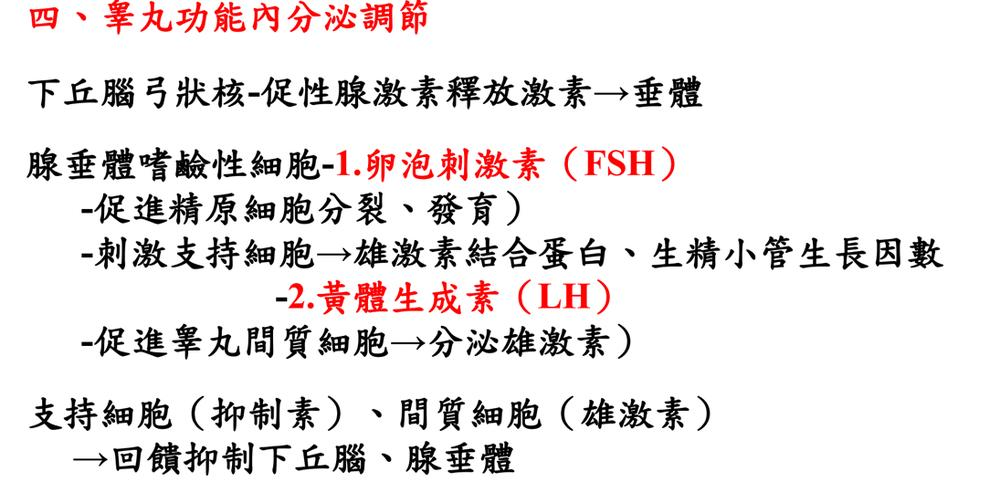 四、睾丸功能內分泌調節
下丘腦弓狀核-促性腺激素釋放激素→垂體
腺垂體嗜鹼性細胞-1.卵泡刺激素（FSH）
-促進精原細胞分裂、發育）
-刺激支持細胞→雄激素結合蛋白、生精小管生長因數
-2.黃體生成素（LH）
-促進睾丸間質細胞→分泌雄激素）
支持細胞（抑制素）、間質細胞（雄激素）
→回饋抑制下丘腦、腺垂體